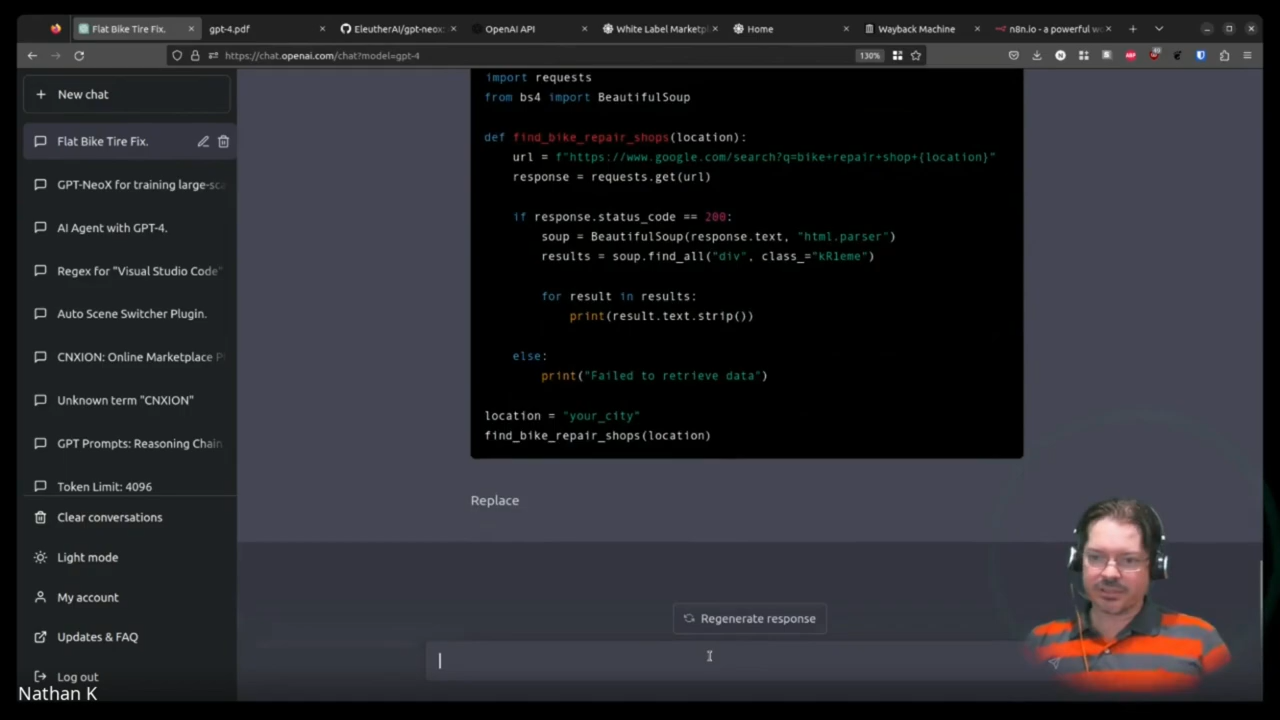 Flat Bike Tire Fix.
gpt-4.pdf
EleutherAI/gpt-neox:
OpenAI API
White Label Marketpl
Home
Wayback Machine
n8n.io - a powerful wo
https://chat.openai.com/chat?model=gpt-4
130%
New chat
Flat Bike Tire Fix.
GPT-NeoX for training large-sca
AI Agent with GPT-4.
Regex for "Visual Studio Code"
Auto Scene Switcher Plugin.
CNXION: Online Marketplace P
Unknown term "CNXION"
GPT Prompts: Reasoning Chain
Token Limit: 4096
Clear conversations
Light mode
My account
Updates & FAQ
Log out
import requests
from bs4 import BeautifulSoup
def find_bike_repair_shops(location):
url = f"https://www.google.com/search?q=bike+repair+shop+{location}"
response = requests.get(url)
if response.status_code == 200:
soup = BeautifulSoup(response.text, "html.parser")
results = soup.find_all("div", class_="kR1eme")
for result in results:
print(result.text.strip())
else:
print("Failed to retrieve data")
location = "your_city"
find_bike_repair_shops(location)
Replace
Regenerate response
Nathan K